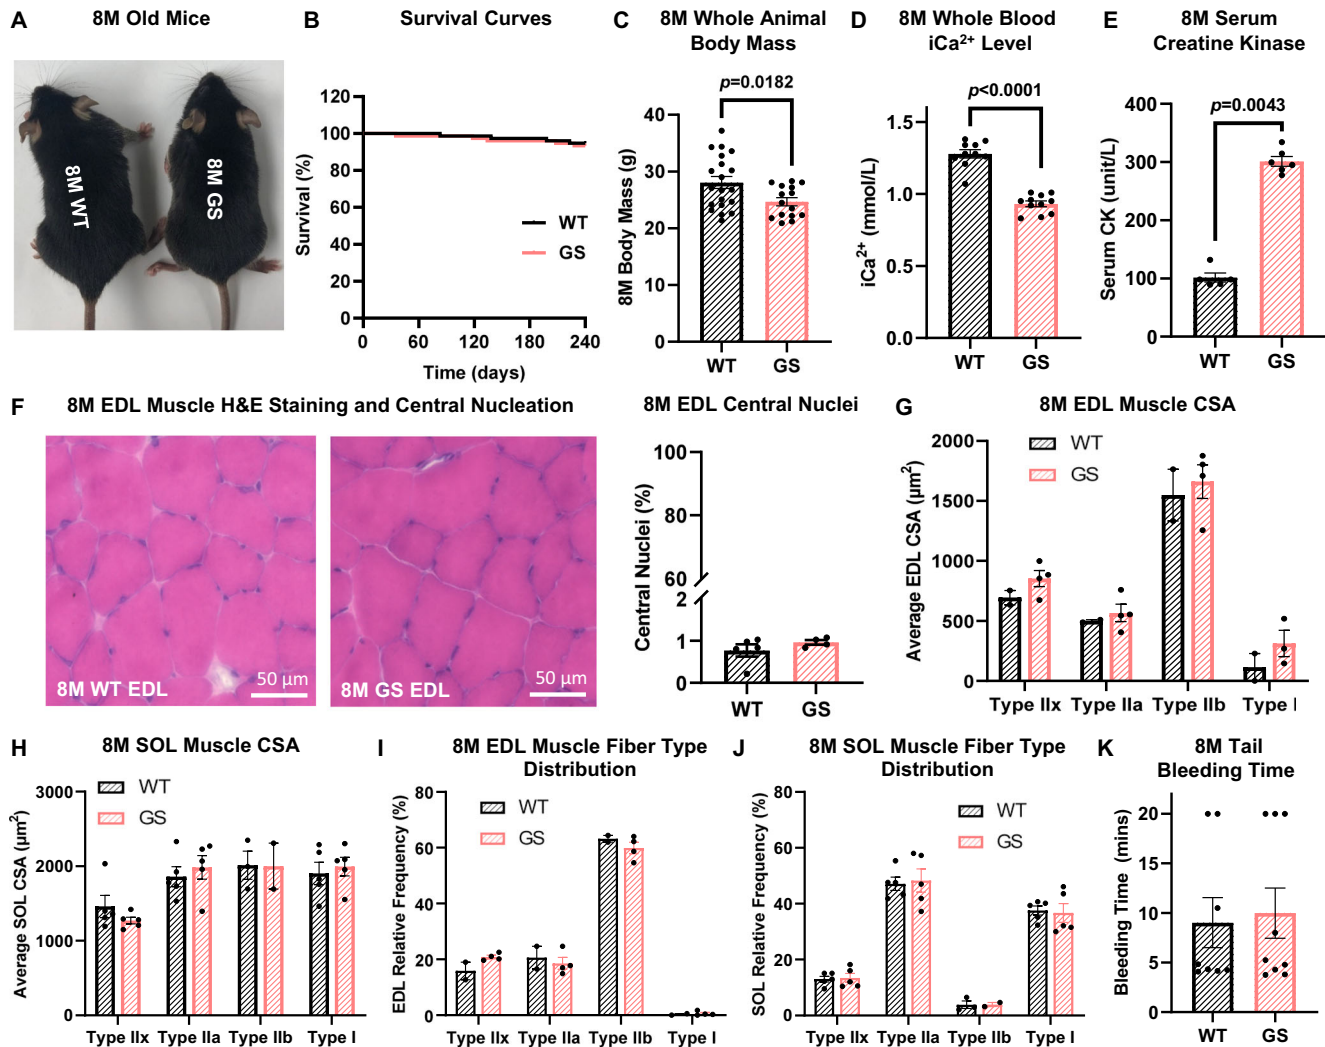 A
8M Old Mice
8M WT
8M GS
B
Survival Curves
Survival (%)
120
100
80
60
40
20
0
WT
GS
0 60 120 180 240
Time (days)
C
8M Whole Animal
Body Mass
p=0.0182
8M Body Mass (g)
40
30
20
10
0
WT GS
D
8M Whole Blood
iCa²⁺ Level
p<0.0001
iCa²⁺ (mmol/L)
1.5
1.0
0.5
0.0
WT GS
E
8M Serum
Creatine Kinase
p=0.0043
Serum CK (unit/L)
400
300
200
100
0
WT GS
F
8M EDL Muscle H&E Staining and Central Nucleation
8M WT EDL
50 µm
8M GS EDL
50 µm
8M EDL Central Nuclei
Central Nuclei (%)
100
80
60
2
1
0
WT GS
G
8M EDL Muscle CSA
WT
GS
Average EDL CSA (µm²)
2000
1500
1000
500
0
Type IIx Type IIa Type IIb Type I
H
8M SOL Muscle CSA
WT
GS
Average SOL CSA (µm²)
3000
2000
1000
0
Type IIx Type IIa Type IIb Type I
I
8M EDL Muscle Fiber Type
Distribution
WT
GS
EDL Relative Frequency (%)
80
60
40
20
0
Type IIx Type IIa Type IIb Type I
J
8M SOL Muscle Fiber Type
Distribution
WT
GS
SOL Relative Frequency (%)
80
60
40
20
0
Type IIx Type IIa Type IIb Type I
K
8M Tail
Bleeding Time
Bleeding Time (mins)
20
15
10
5
0
WT GS